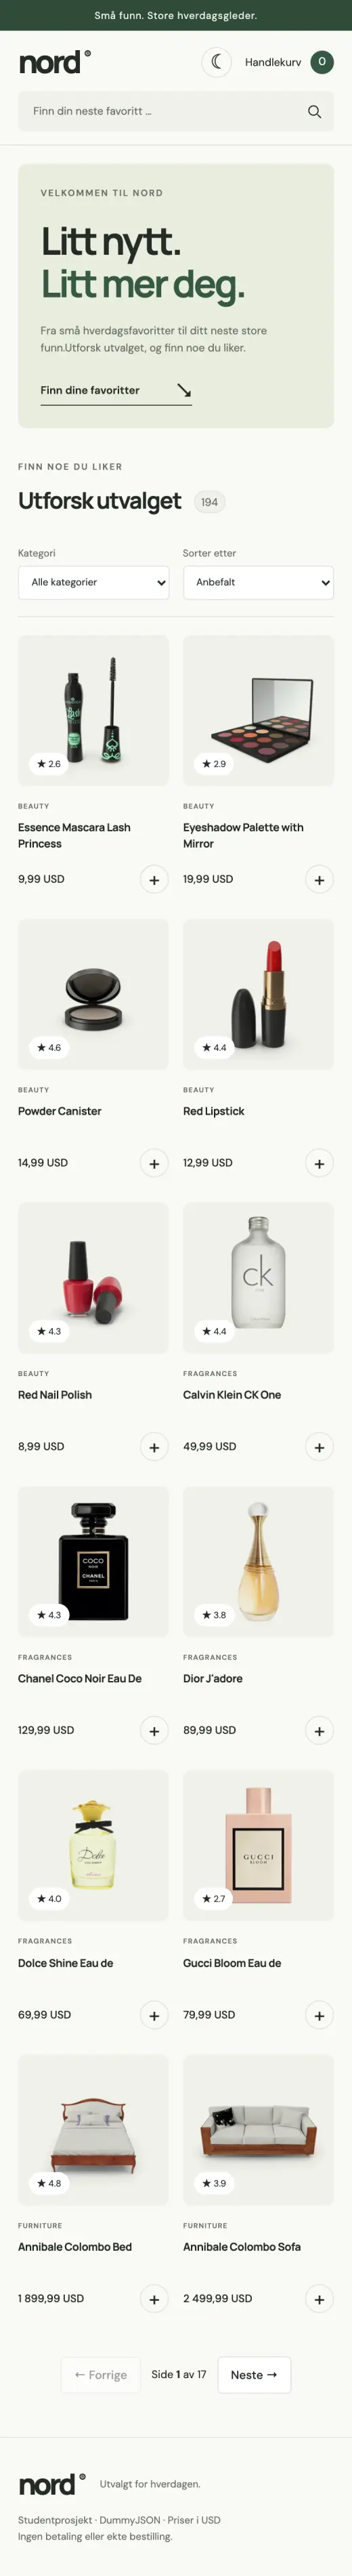 Små funn. Store hverdagsgleder.
nord
Handlekurv 0
Finn din neste favoritt ...
VELKOMMEN TIL NORD
Litt nytt.
Litt mer deg.
Fra små hverdagsfavoritter til ditt neste store
funn.Utforsk utvalget, og finn noe du liker.
Finn dine favoritter ↘
FINN NOE DU LIKER
Utforsk utvalget 194
Kategori
Alle kategorier
Sorter etter
Anbefalt
★ 2.6
BEAUTY
Essence Mascara Lash
Princess
9,99 USD +
★ 2.9
BEAUTY
Eyeshadow Palette with
Mirror
19,99 USD +
★ 4.6
BEAUTY
Powder Canister
14,99 USD +
★ 4.4
BEAUTY
Red Lipstick
12,99 USD +
★ 4.3
BEAUTY
Red Nail Polish
8,99 USD +
ck
★ 4.4
FRAGRANCES
Calvin Klein CK One
49,99 USD +
COCO
NOIR
CHANEL
★ 4.3
FRAGRANCES
Chanel Coco Noir Eau De
129,99 USD +
★ 3.8
FRAGRANCES
Dior J'adore
89,99 USD +
Dolce
★ 4.0
FRAGRANCES
Dolce Shine Eau de
69,99 USD +
GUCCI
BLOOM
★ 2.7
FRAGRANCES
Gucci Bloom Eau de
79,99 USD +
★ 4.8
FURNITURE
Annibale Colombo Bed
1 899,99 USD +
★ 3.9
FURNITURE
Annibale Colombo Sofa
2 499,99 USD +
← Forrige
Side 1 av 17
Neste →
nord
Utvalgt for hverdagen.
Studentprosjekt · DummyJSON · Priser i USD
Ingen betaling eller ekte bestilling.